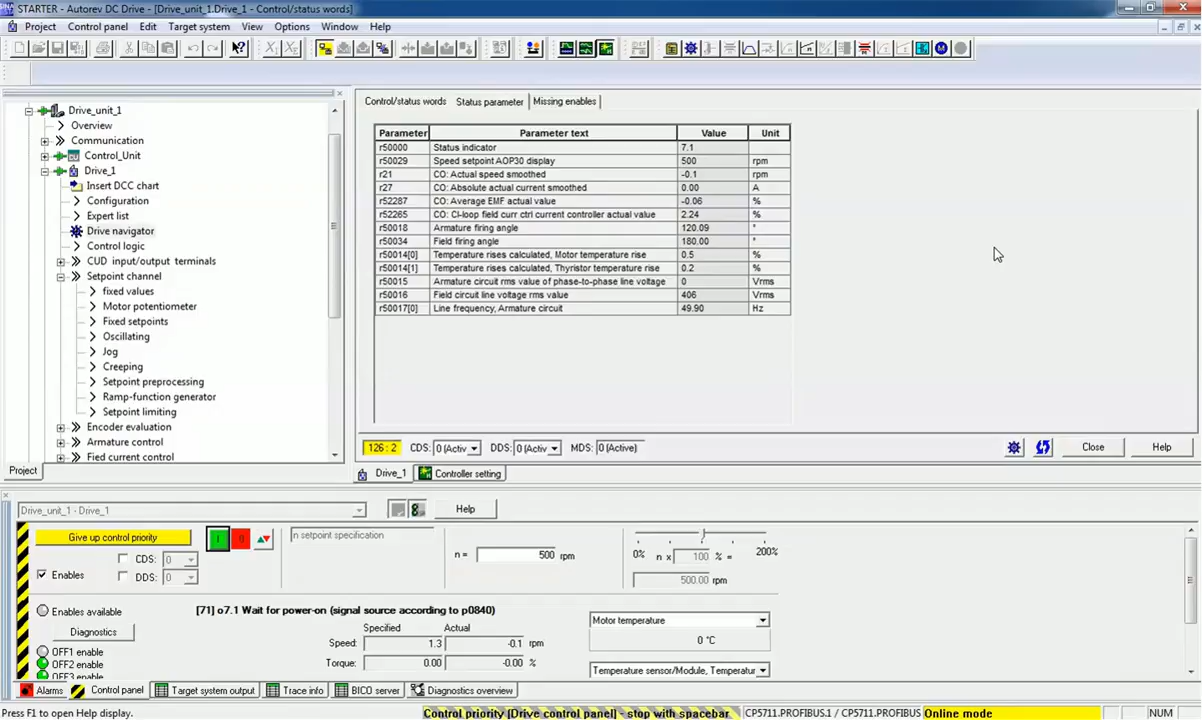 STARTER - Autorev DC Drive - [Drive_unit_1.Drive_1 - Control/status words]
Project Control panel Edit Target system View Options Window Help
Drive_unit_1
Overview
Communication
Control_Unit
Drive_1
Insert DCC chart
Configuration
Expert list
Drive navigator
Control logic
CUD input/output terminals
Setpoint channel
fixed values
Motor potentiometer
Fixed setpoints
Oscillating
Jog
Creeping
Setpoint preprocessing
Ramp-function generator
Setpoint limiting
Encoder evaluation
Armature control
Fied current control
Project
Control/status words Status parameter Missing enables
Parameter Parameter text Value Unit
r50000 Status indicator 7.1
r50029 Speed setpoint AOP30 display 500 rpm
r21 CO: Actual speed smoothed -0.1 rpm
r27 CO: Absolute actual current smoothed 0.00 A
r52287 CO: Average EMF actual value -0.06 %
r52265 CO: Cl-loop field curr ctrl current controller actual value 2.24 %
r50018 Armature firing angle 120.09 °
r50034 Field firing angle 180.00 °
r50014[0] Temperature rises calculated, Motor temperature rise 0.5 %
r50014[1] Temperature rises calculated, Thyristor temperature rise 0.2 %
r50015 Armature circuit rms value of phase-to-phase line voltage 0 Vrms
r50016 Field circuit line voltage rms value 406 Vrms
r50017[0] Line frequency, Armature circuit 49.90 Hz
126 : 2 CDS: 0 (Activ DDS: 0 (Activ MDS: 0 (Active) Close Help
Drive_1 Controller setting
Drive_unit_1 - Drive_1 Help
Give up control priority
n setpoint specification
n = 500 rpm
0% n x 100 % = 200%
500.00 rpm
CDS: 0
Enables DDS: 0
Enables available
[71] o7.1 Wait for power-on (signal source according to p0840)
Motor temperature
Diagnostics
Specified Actual
Speed: 1.3 -0.1 rpm
0 °C
OFF1 enable
OFF2 enable
OFF3 enable
Torque: 0.00 -0.00 %
Temperature sensor/Module, Temperatur
Alarms Control panel Target system output Trace info BICO server Diagnostics overview
Press F1 to open Help display.
Control priority [Drive control panel] - stop with spacebar
CP5711.PROFIBUS.1 / CP5711.PROFIBUS
Online mode
NUM